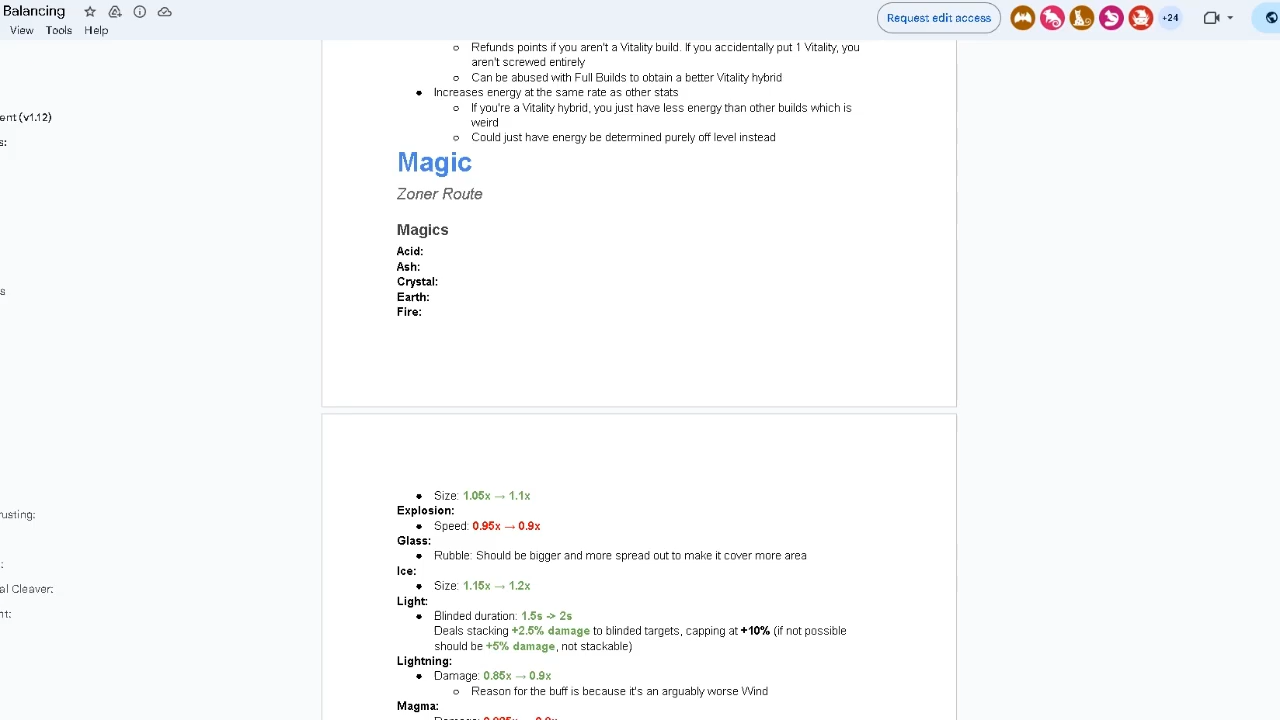 Balancing
Request edit access
+24
View Tools Help
Refunds points if you aren't a Vitality build. If you accidentally put 1 Vitality, you
aren't screwed entirely
Can be abused with Full Builds to obtain a better Vitality hybrid
Increases energy at the same rate as other stats
If you're a Vitality hybrid, you just have less energy than other builds which is
weird
Could just have energy be determined purely off level instead
ent (v1.12)
s:
s
rusting:
:
al Cleaver:
nt:
Magic
Zoner Route
Magics
Acid:
Ash:
Crystal:
Earth:
Fire:
Size: 1.05x → 1.1x
Explosion:
Speed: 0.95x → 0.9x
Glass:
Rubble: Should be bigger and more spread out to make it cover more area
Ice:
Size: 1.15x → 1.2x
Light:
Blinded duration: 1.5s -> 2s
Deals stacking +2.5% damage to blinded targets, capping at +10% (if not possible
should be +5% damage, not stackable)
Lightning:
Damage: 0.85x → 0.9x
Reason for the buff is because it's an arguably worse Wind
Magma: